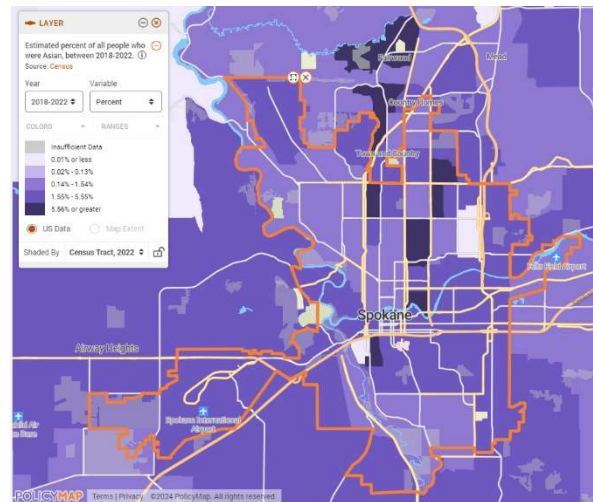 LAYER
Estimated percent of all people who
were Asian, between 2018-2022.
Source: Census
Year
Variable
2018-2022
Percent
COLORS
RANGES
Insufficient Data
0.01% or less
0.02% - 0.13%
0.14% - 1.54%
1.55% - 5.55%
5.56% or greater
US Data
Map Extent
Shaded By Census Tract, 2022
Fairwood
Mead
Country Homes
Town and Country
Felts Field Airport
Spokane
Airway Heights
Spokane International
Airport
POLICYMAP
Terms | Privacy ©2024 PolicyMap. All rights reserved.